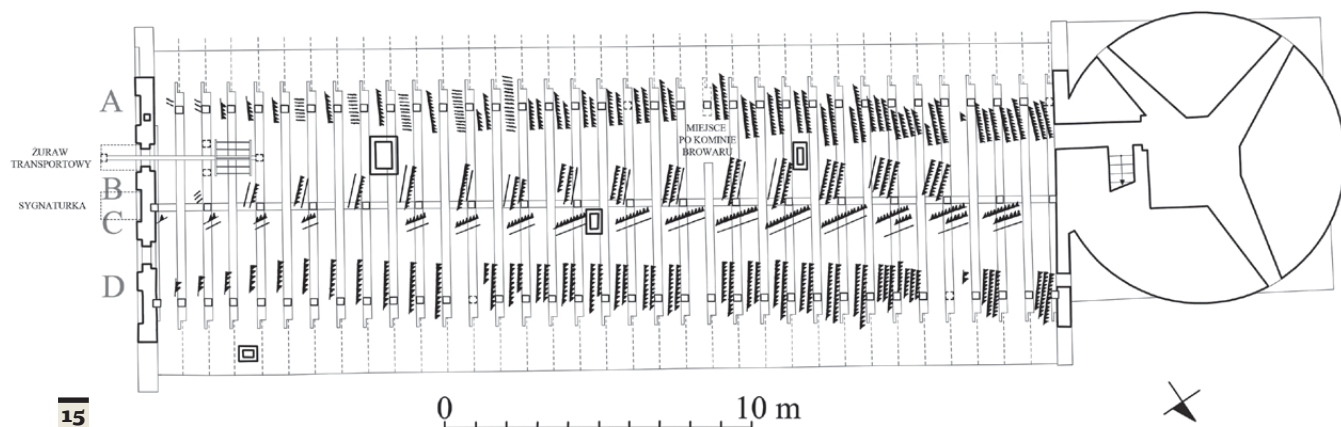 A
ŻURAW
TRANSPORTOWY
B
SYGNATURKA
C
D
MIEJSCE
PO KOMINIE
BROWARU
15
0 10 m